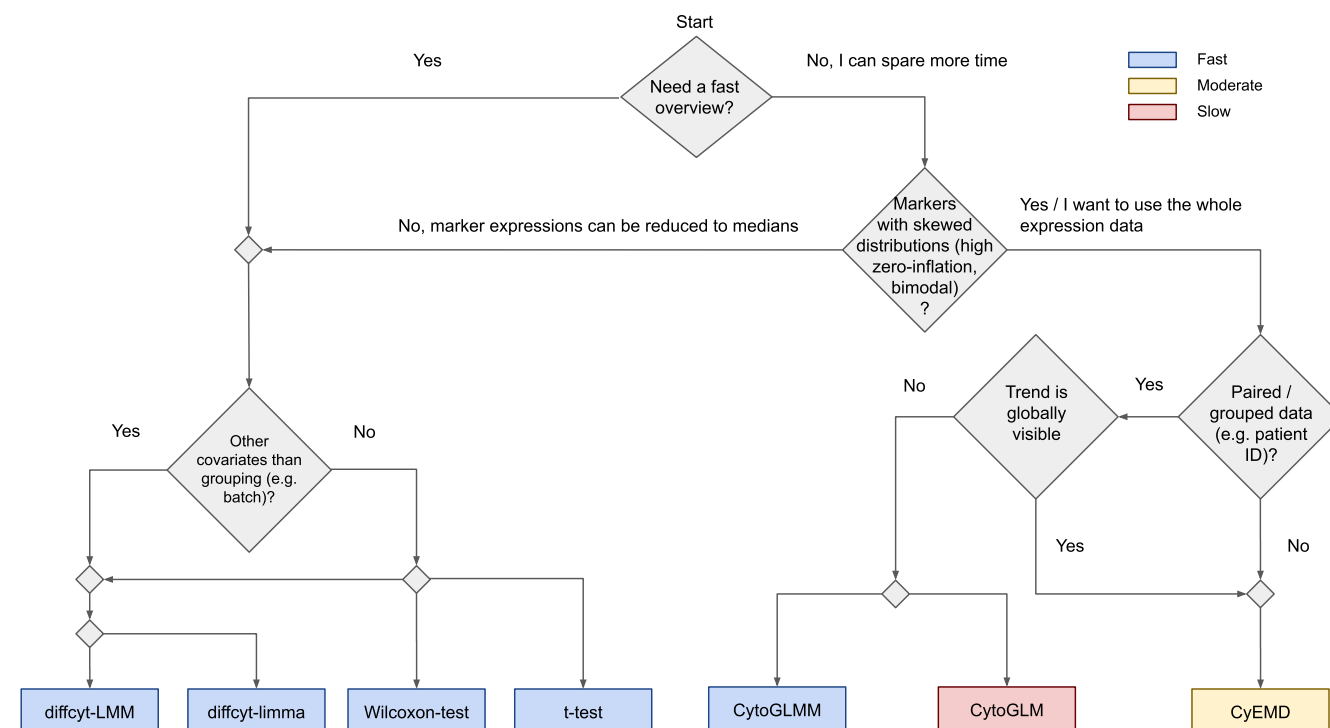 Start
Yes
No, I can spare more time
Need a fast
overview?
Fast
Moderate
Slow
No, marker expressions can be reduced to medians
Markers
with skewed
distributions (high
zero-inflation,
bimodal)
?
Yes / I want to use the whole
expression data
Yes
Other
covariates than
grouping (e.g.
batch)?
No
No
Trend is
globally
visible
Yes
Paired /
grouped data
(e.g. patient
ID)?
Yes
No
diffcyt-LMM
diffcyt-limma
Wilcoxon-test
t-test
CytoGLMM
CytoGLM
CyEMD